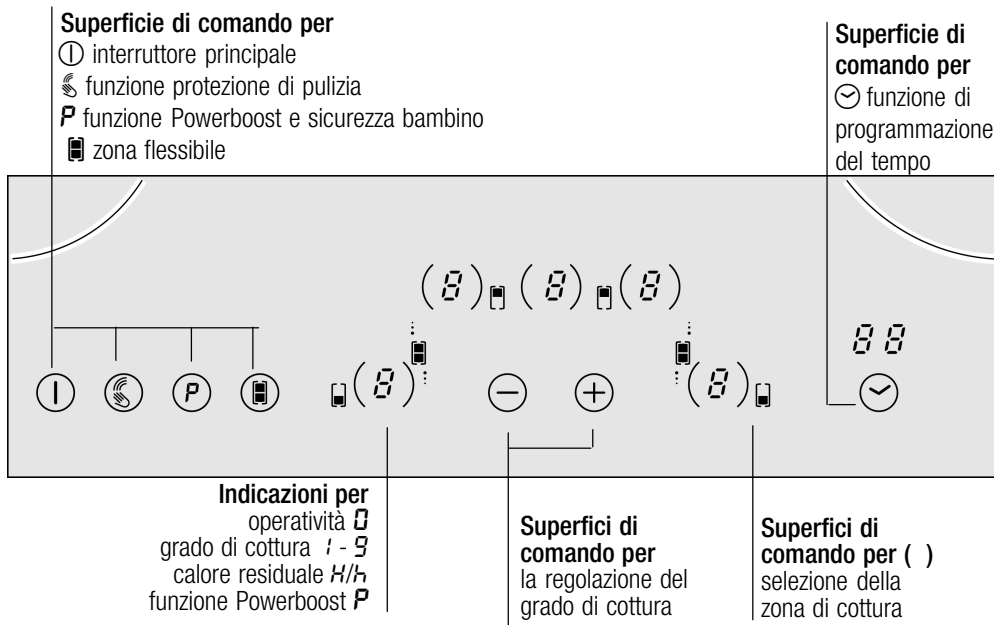 Superficie di comando per
interruttore principale
funzione protezione di pulizia
P funzione Powerboost e sicurezza bambino
zona flessibile
Superficie di
comando per
funzione di
programmazione
del tempo
(8) (8) (8)
8 8
P
(8)
(8)
Indicazioni per
operatività 0
grado di cottura 1 - 9
calore residuale H/h
funzione Powerboost P
Superfici di
comando per
la regolazione del
grado di cottura
Superfici di
comando per ( )
selezione della
zona di cottura